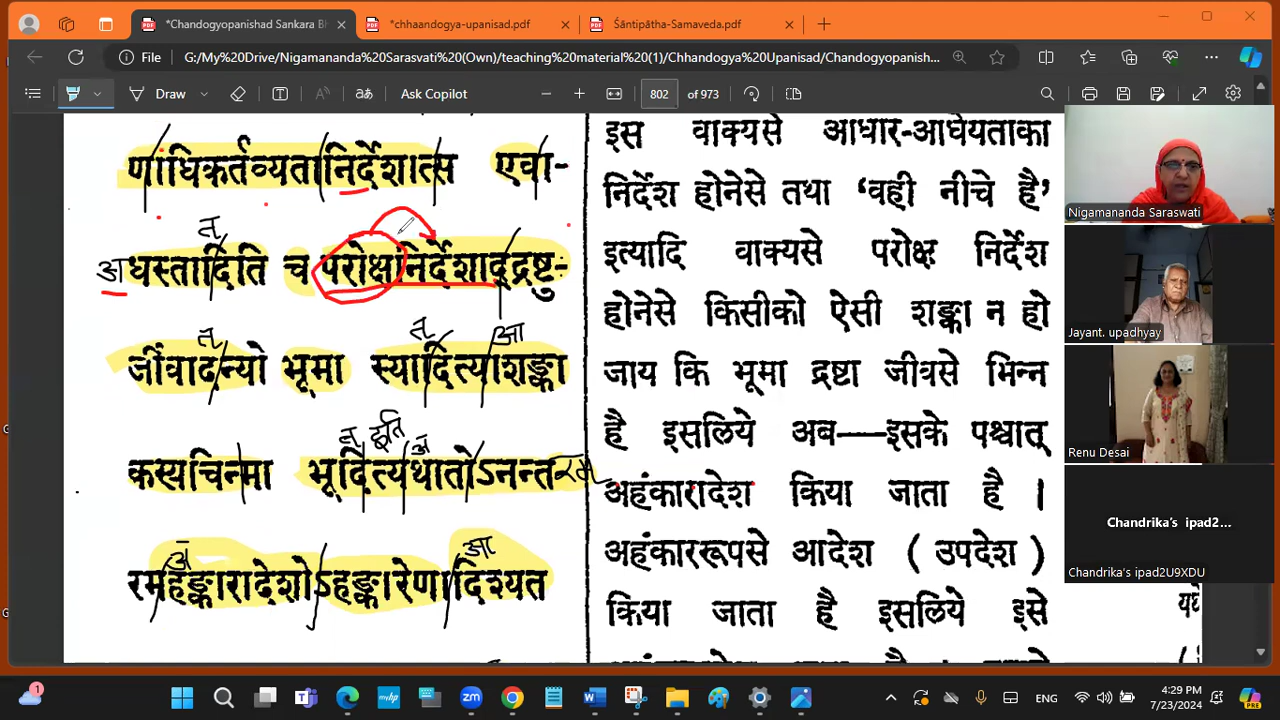 *Chandogyopanishad Sankara Bh
*chhaandogya-upanisad.pdf
Śāntipātha-Samaveda.pdf
File
G:/My%20Drive/Nigamananda%20Sarasvati%20(Own)/teaching%20material%20(1)/Chhandogya%20Upanisad/Chandogyopanish...
Draw
Ask Copilot
802 of 973
णाधिकर्तव्यतानिर्देशात्स एवा-
त्
अ धस्तादिति च परोक्षनिर्देशाद्द्रष्टु-
त् त् आ
र्जीवादन्यो भूमा स्यादित्याशङ्का
त् इति अ
कस्यचिन्मा भूदित्यथातोऽनन्त रम
अ आ
रमहङ्कारादेशोऽहङ्कारेणादिश्यत
इस वाक्यसे आधार-आधेयताका
निर्देश होनेसे तथा ‘वही नीचे है’
इत्यादि वाक्यसे परोक्ष निर्देश
होनेसे किसीको ऐसी शङ्का न हो
जाय कि भूमा द्रष्टा जीवसे भिन्न
है इसलिये अब—इसके पश्चात्
अहंकारादेश किया जाता है ।
अहंकाररूपसे आदेश ( उपदेश )
किया जाता है इसलिये इसे
Nigamananda Saraswati
Jayant. upadhyay
Renu Desai
Chandrika's ipad2...
Chandrika's ipad2U9XDU
1
ENG
4:29 PM
7/23/2024